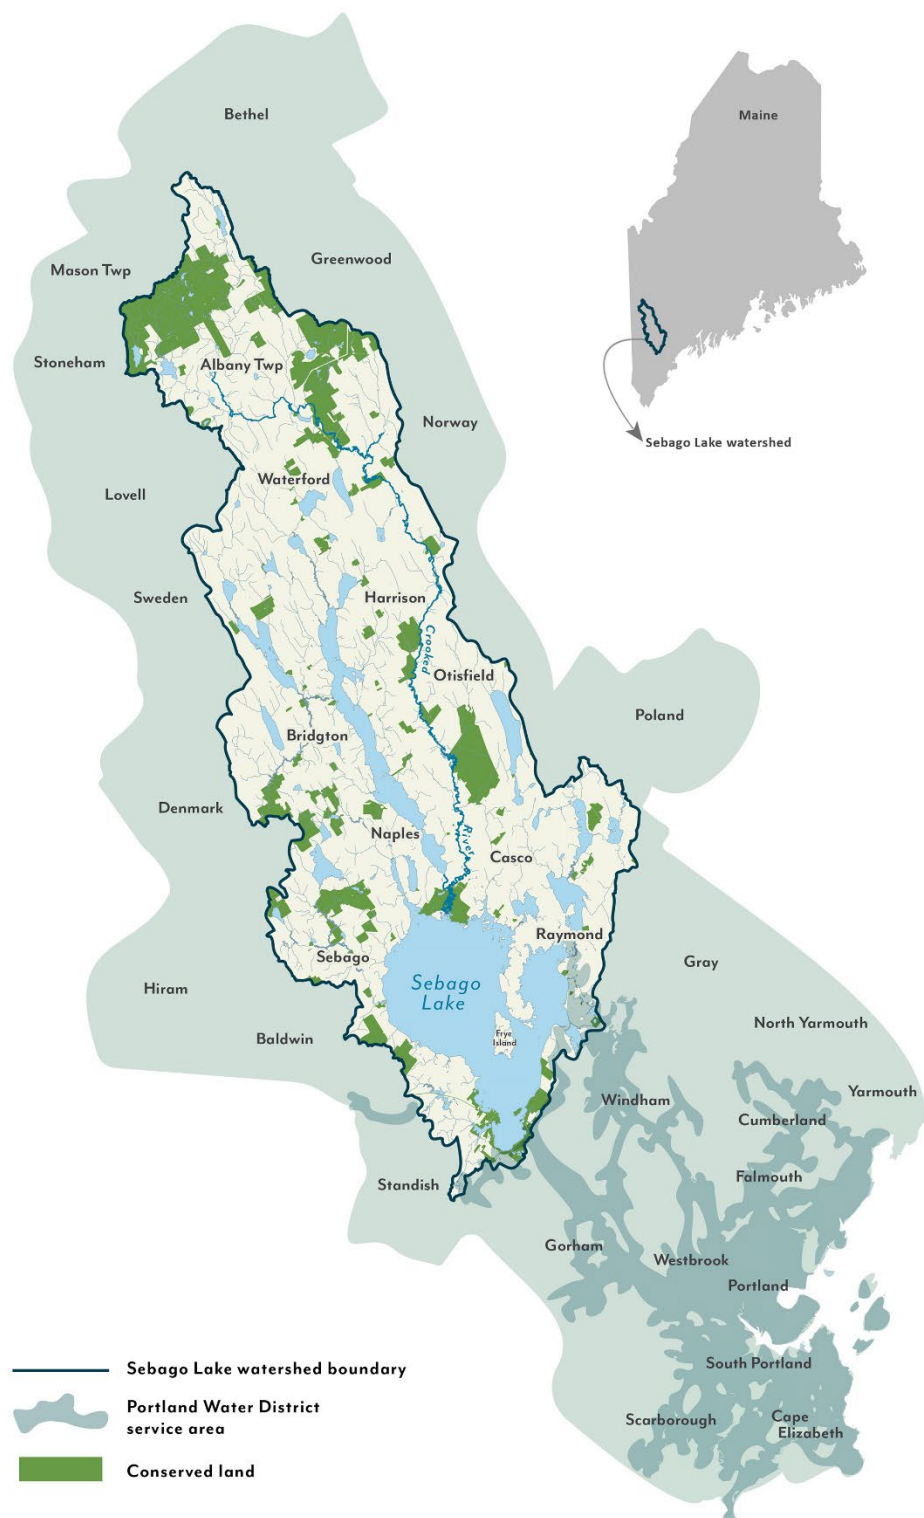 Bethel
Maine
Greenwood
Mason Twp
Stoneham
Albany Twp
Norway
Sebago Lake watershed
Waterford
Lovell
Sweden
Harrison
Crooked
Otisfield
Poland
Bridgton
Denmark
Naples
River
Casco
Raymond
Sebago
Gray
Sebago
Lake
Hiram
North Yarmouth
Baldwin
Frye
Island
Windham
Yarmouth
Cumberland
Standish
Falmouth
Gorham
Westbrook
Portland
South Portland
Scarborough
Cape
Elizabeth
Sebago Lake watershed boundary
Portland Water District
service area
Conserved land